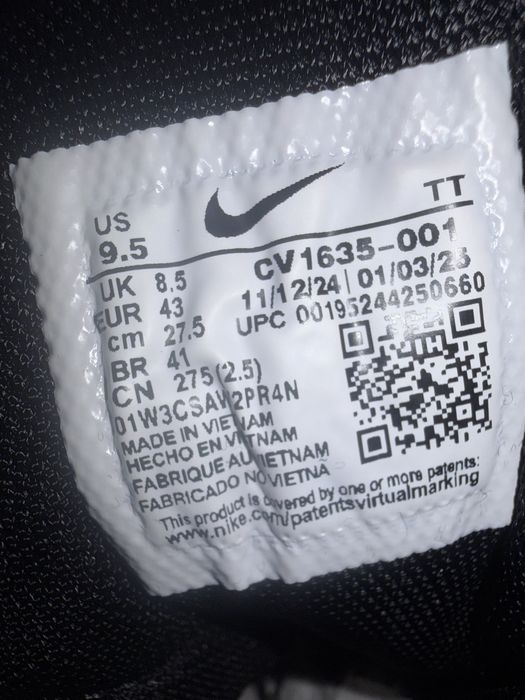 US
9.5
TT
UK 8.5
EUR 43
cm 27.5
BR 41
CN 275(2.5)
CV1635-001
11/12/24 | 01/03/25
UPC 00195244250660
MADE IN VIETNAM
HECHO EN VIETNAM
FABRIQUE AU VIETNAM
FABRICADO NO VIETNA
This product is covered by one or more patents:
www.nike.com/patentsvirtualmarking